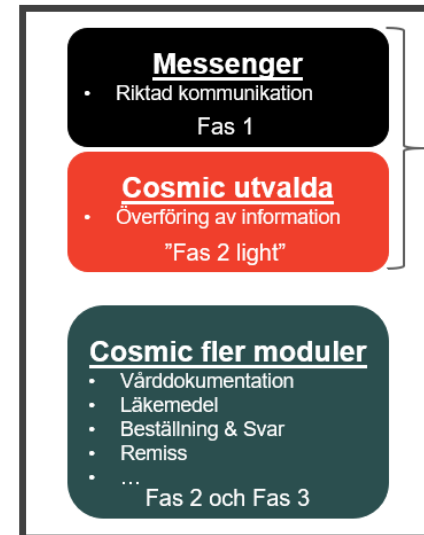 Messenger
• Riktad kommunikation
Fas 1
Cosmic utvalda
• Överföring av information
”Fas 2 light”
Cosmic fler moduler
• Vårddokumentation
• Läkemedel
• Beställning & Svar
• Remiss
• ...
Fas 2 och Fas 3